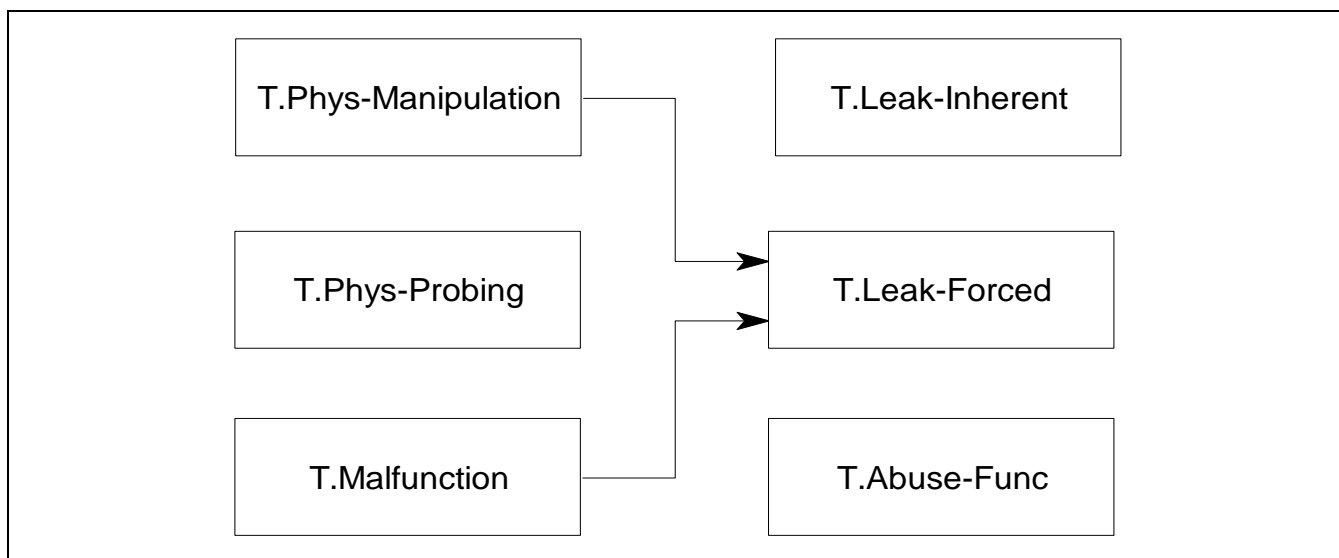 T.Phys-Manipulation
T.Leak-Inherent
T.Phys-Probing
T.Leak-Forced
T.Malfunction
T.Abuse-Func